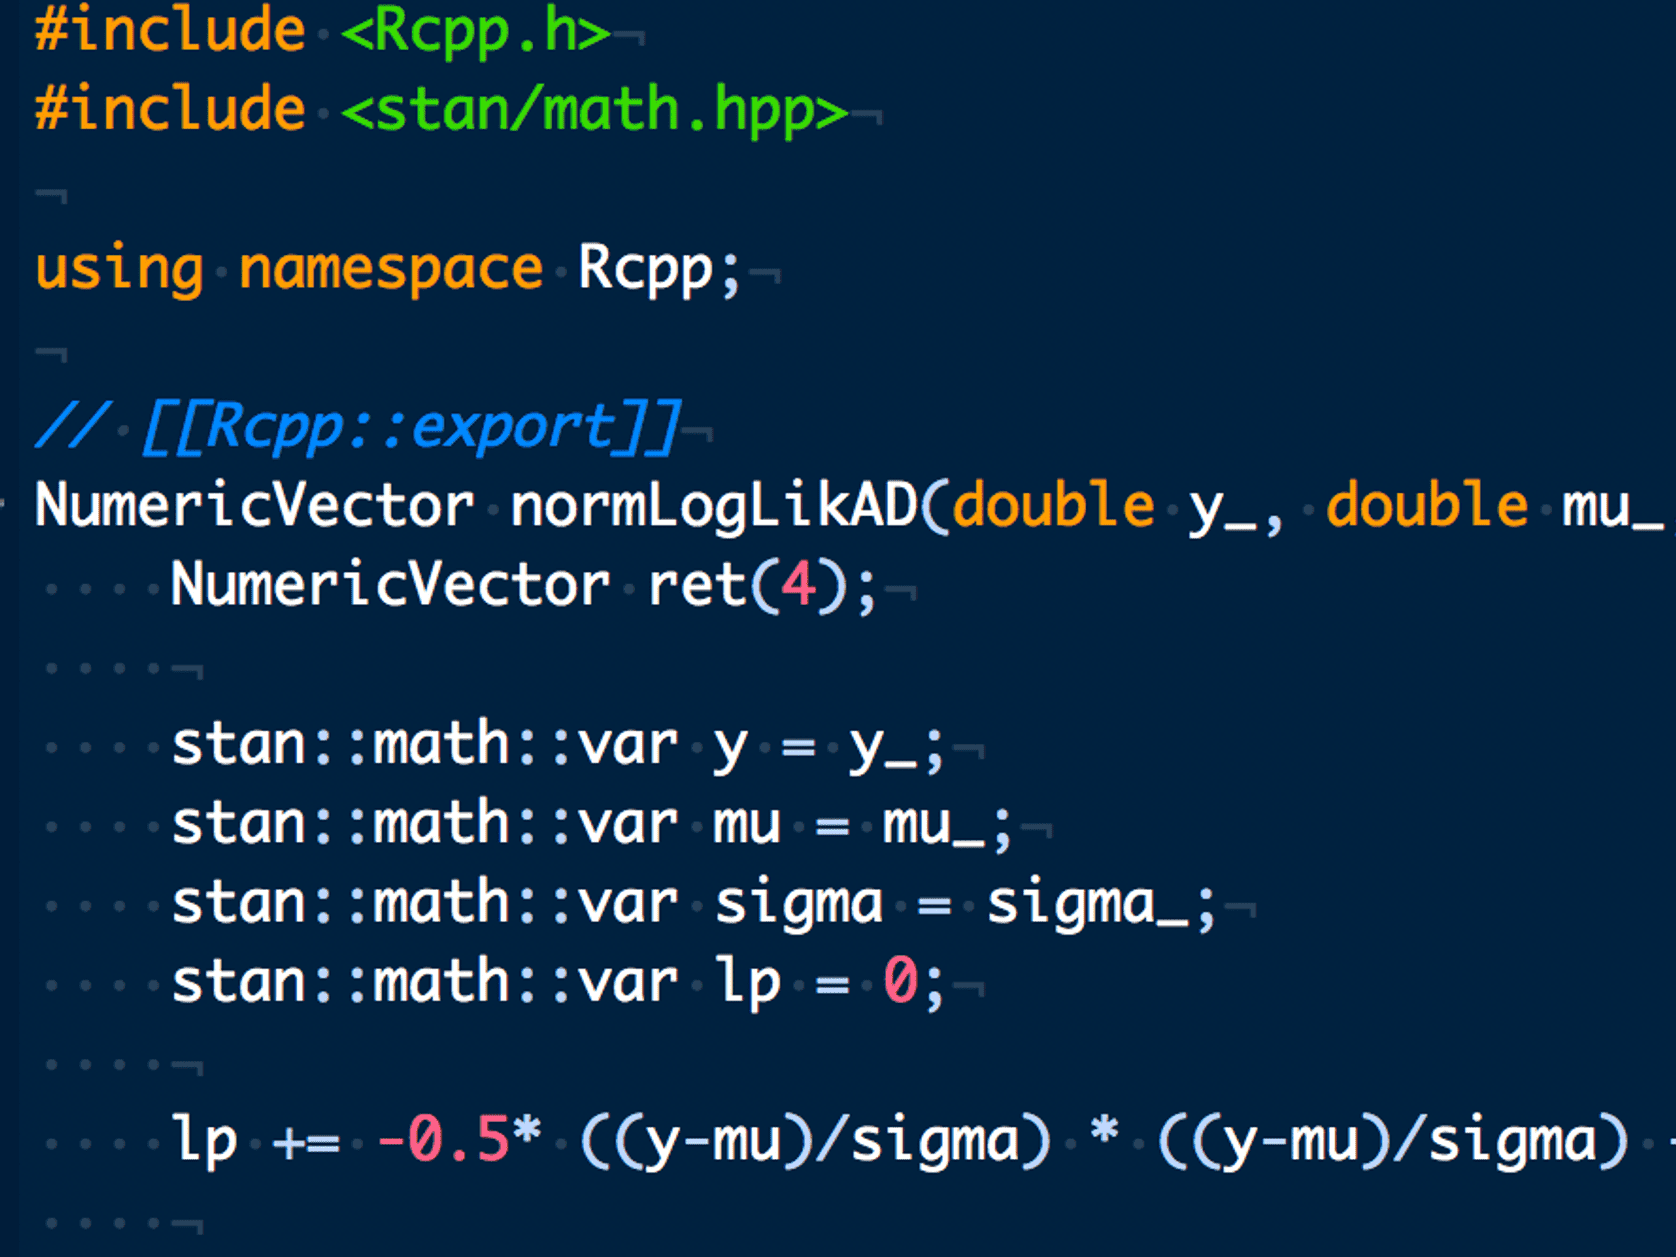 #include <Rcpp.h>
#include <stan/math.hpp>
using namespace Rcpp;
// [[Rcpp::export]]
NumericVector normLogLikAD(double y_, double mu_
    NumericVector ret(4);
    stan::math::var y = y_;
    stan::math::var mu = mu_;
    stan::math::var sigma = sigma_;
    stan::math::var lp = 0;
    lp += -0.5* ((y-mu)/sigma) * ((y-mu)/sigma)